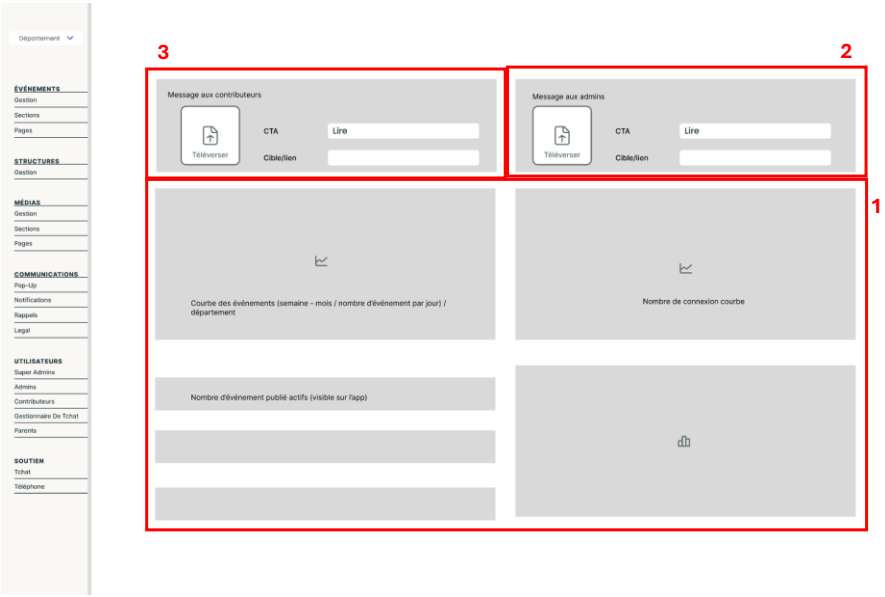 Département
ÉVÉNEMENTS
Gestion
Sections
Pages
STRUCTURES
Gestion
MÉDIAS
Gestion
Sections
Pages
COMMUNICATIONS
Pop-Up
Notifications
Rappels
Legal
UTILISATEURS
Super Admins
Admins
Contributeurs
Gestionnaire De Tchat
Parents
SOUTIEN
Tchat
Téléphone
3
Message aux contributeurs
Téléverser
CTA
Lire
Cible/lien
2
Message aux admins
Téléverser
CTA
Lire
Cible/lien
1
Courbe des événements (semaine - mois / nombre d'événement par jour) /
département
Nombre de connexion courbe
Nombre d'événement publié actifs (visible sur l'app)